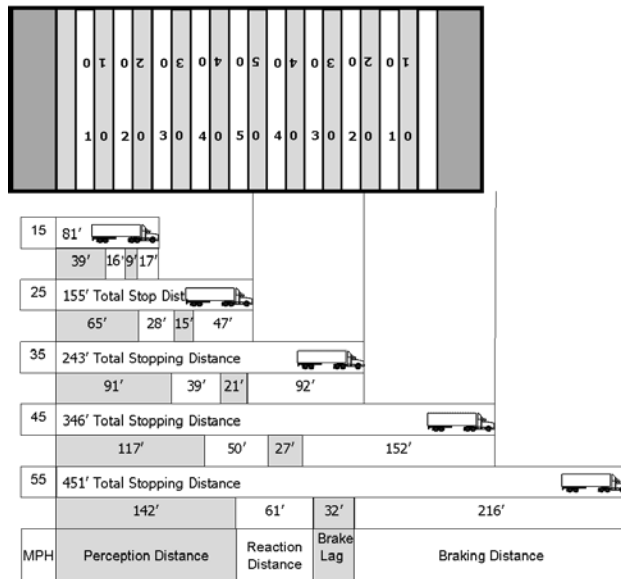 0 1 0 2 0 3 0 4 0 5 0 4 0 3 0 2 0 1
1 0 2 0 3 0 4 0 5 0 4 0 3 0 2 0 1 0
15 81′
39′ 16′ 9′ 17′
25 155′ Total Stop Dist
65′ 28′ 15′ 47′
35 243′ Total Stopping Distance
91′ 39′ 21′ 92′
45 346′ Total Stopping Distance
117′ 50′ 27′ 152′
55 451′ Total Stopping Distance
142′ 61′ 32′ 216′
MPH Perception Distance Reaction Distance Brake Lag Braking Distance